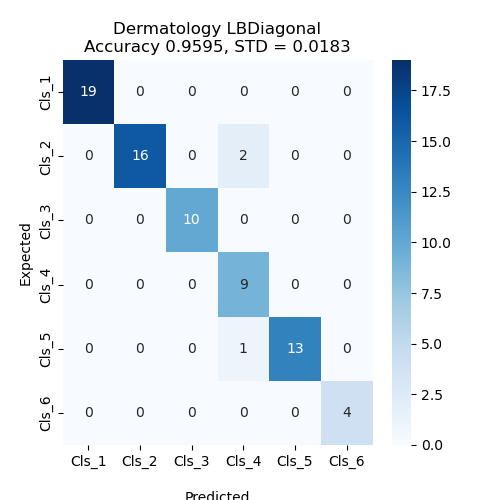 Dermatology LBDiagonal
Accuracy 0.9595, STD = 0.0183
Expected
Cls_1 19 0 0 0 0 0
Cls_2 0 16 0 2 0 0
Cls_3 0 0 10 0 0 0
Cls_4 0 0 0 9 0 0
Cls_5 0 0 0 1 13 0
Cls_6 0 0 0 0 0 4
Cls_1 Cls_2 Cls_3 Cls_4 Cls_5 Cls_6
Predicted
17.5
15.0
12.5
10.0
7.5
5.0
2.5
0.0